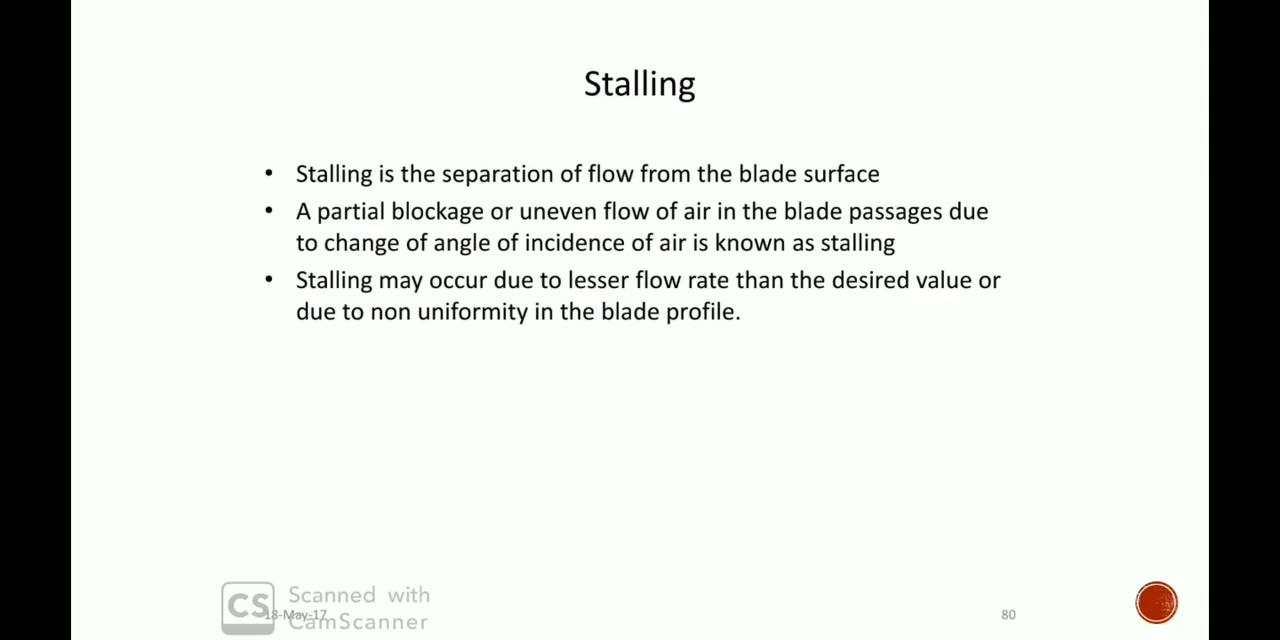 Stalling
• Stalling is the separation of flow from the blade surface
• A partial blockage or uneven flow of air in the blade passages due
to change of angle of incidence of air is known as stalling
• Stalling may occur due to lesser flow rate than the desired value or
due to non uniformity in the blade profile.
CS Scanned with
CamScanner
18-May-17
80